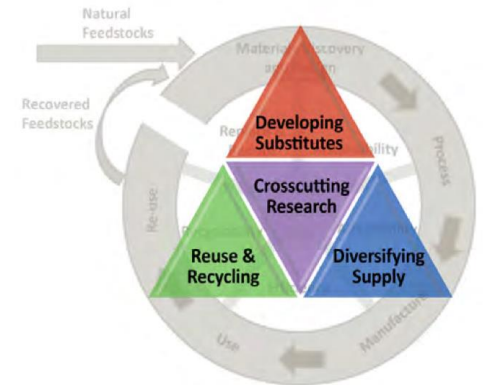 Natural
Feedstocks
Recovered
Feedstocks
Developing
Substitutes
Crosscutting
Research
Reuse &
Recycling
Diversifying
Supply
Process
Manufacture
Use
Re-use